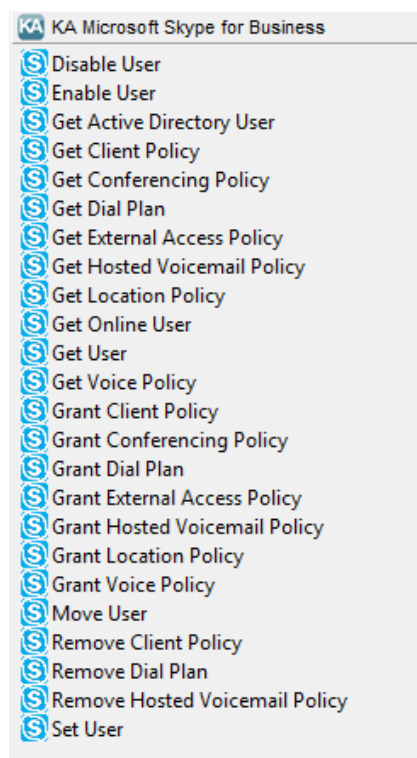 KA KA Microsoft Skype for Business
Disable User
Enable User
Get Active Directory User
Get Client Policy
Get Conferencing Policy
Get Dial Plan
Get External Access Policy
Get Hosted Voicemail Policy
Get Location Policy
Get Online User
Get User
Get Voice Policy
Grant Client Policy
Grant Conferencing Policy
Grant Dial Plan
Grant External Access Policy
Grant Hosted Voicemail Policy
Grant Location Policy
Grant Voice Policy
Move User
Remove Client Policy
Remove Dial Plan
Remove Hosted Voicemail Policy
Set User